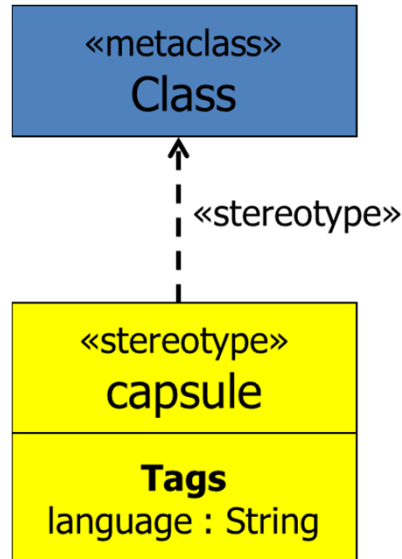 «metaclass»
Class
«stereotype»
«stereotype»
capsule
Tags
language : String